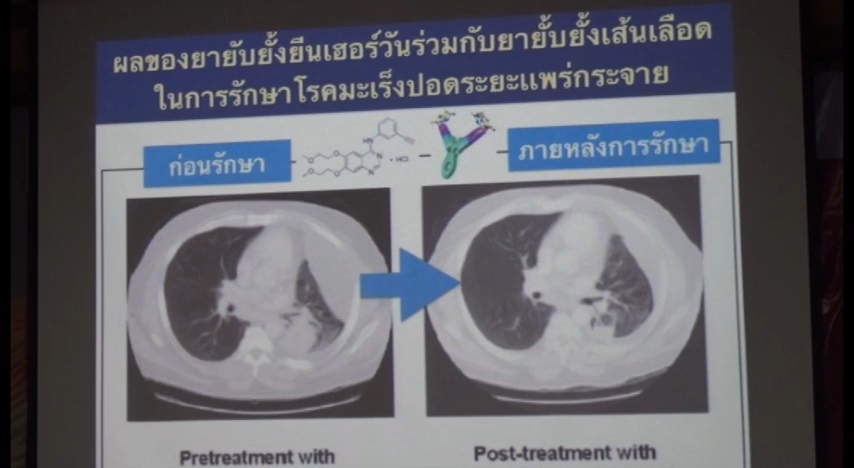 ผลของยายับยั้งยีนเฮอร์วันร่วมกับยายั้บยั้งเส้นเลือด
ในการรักษาโรคมะเร็งปอดระยะแพร่กระจาย
ก่อนรักษา
ภายหลังการรักษา
Pretreatment with
Post-treatment with